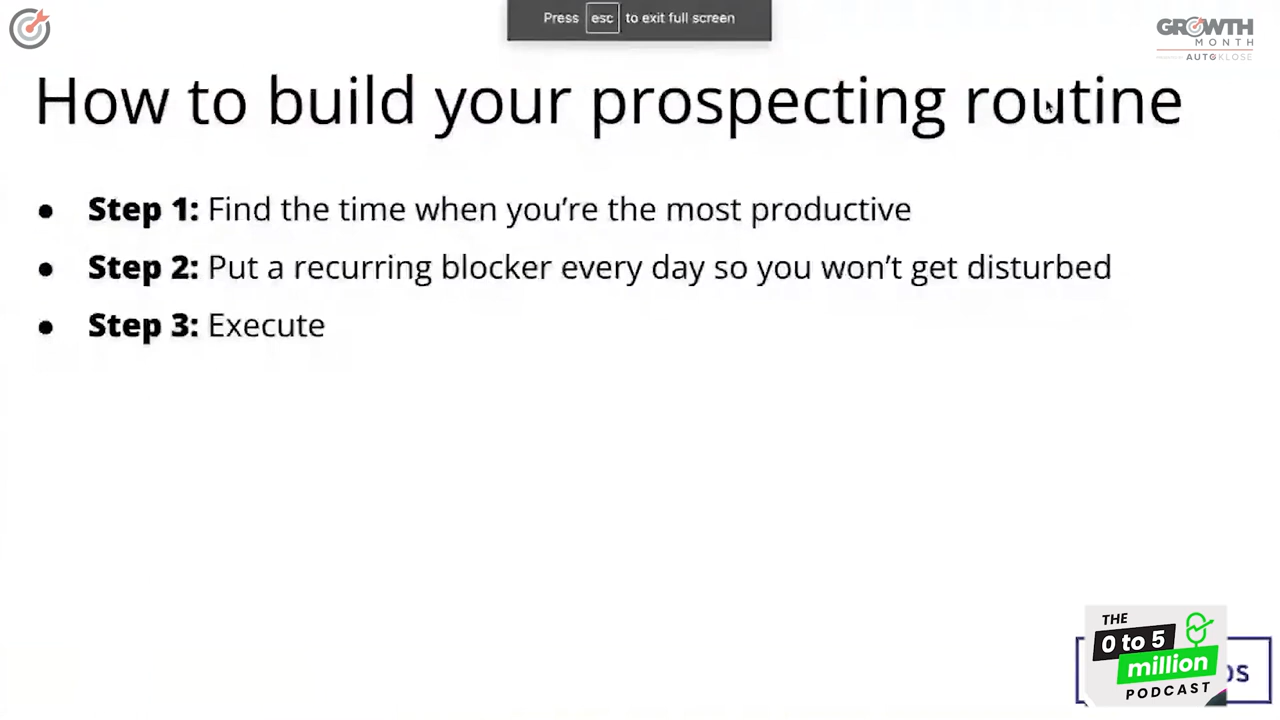 Press esc to exit full screen
GROWTH
MONTH
AUTOKLOSE
How to build your prospecting routine
● Step 1: Find the time when you’re the most productive
● Step 2: Put a recurring blocker every day so you won’t get disturbed
● Step 3: Execute
THE
0 to 5
million
PODCAST